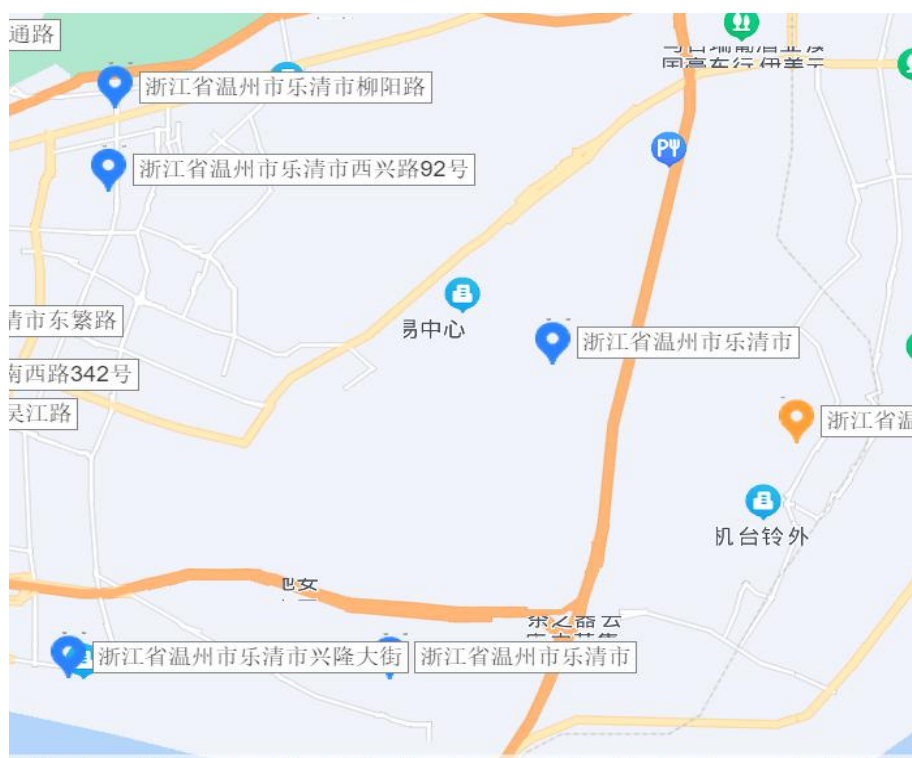 通路
浙江省温州市乐清市柳阳路
浙江省温州市乐清市西兴路92号
易中心
浙江省温州市乐清市
清市东繁路
南西路342号
吴江路
浙江省温
机台铃外
浙江省温州市乐清市兴隆大街
浙江省温州市乐清市